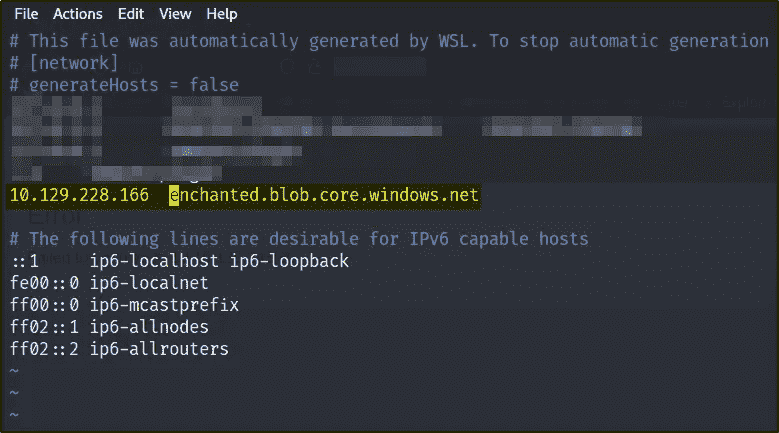 File Actions Edit View Help
# This file was automatically generated by WSL. To stop automatic generation
# [network]
# generateHosts = false
10.129.228.166 enchanted.blob.core.windows.net
# The following lines are desirable for IPv6 capable hosts
::1 ip6-localhost ip6-loopback
fe00::0 ip6-localnet
ff00::0 ip6-mcastprefix
ff02::1 ip6-allnodes
ff02::2 ip6-allrouters
~
~
~